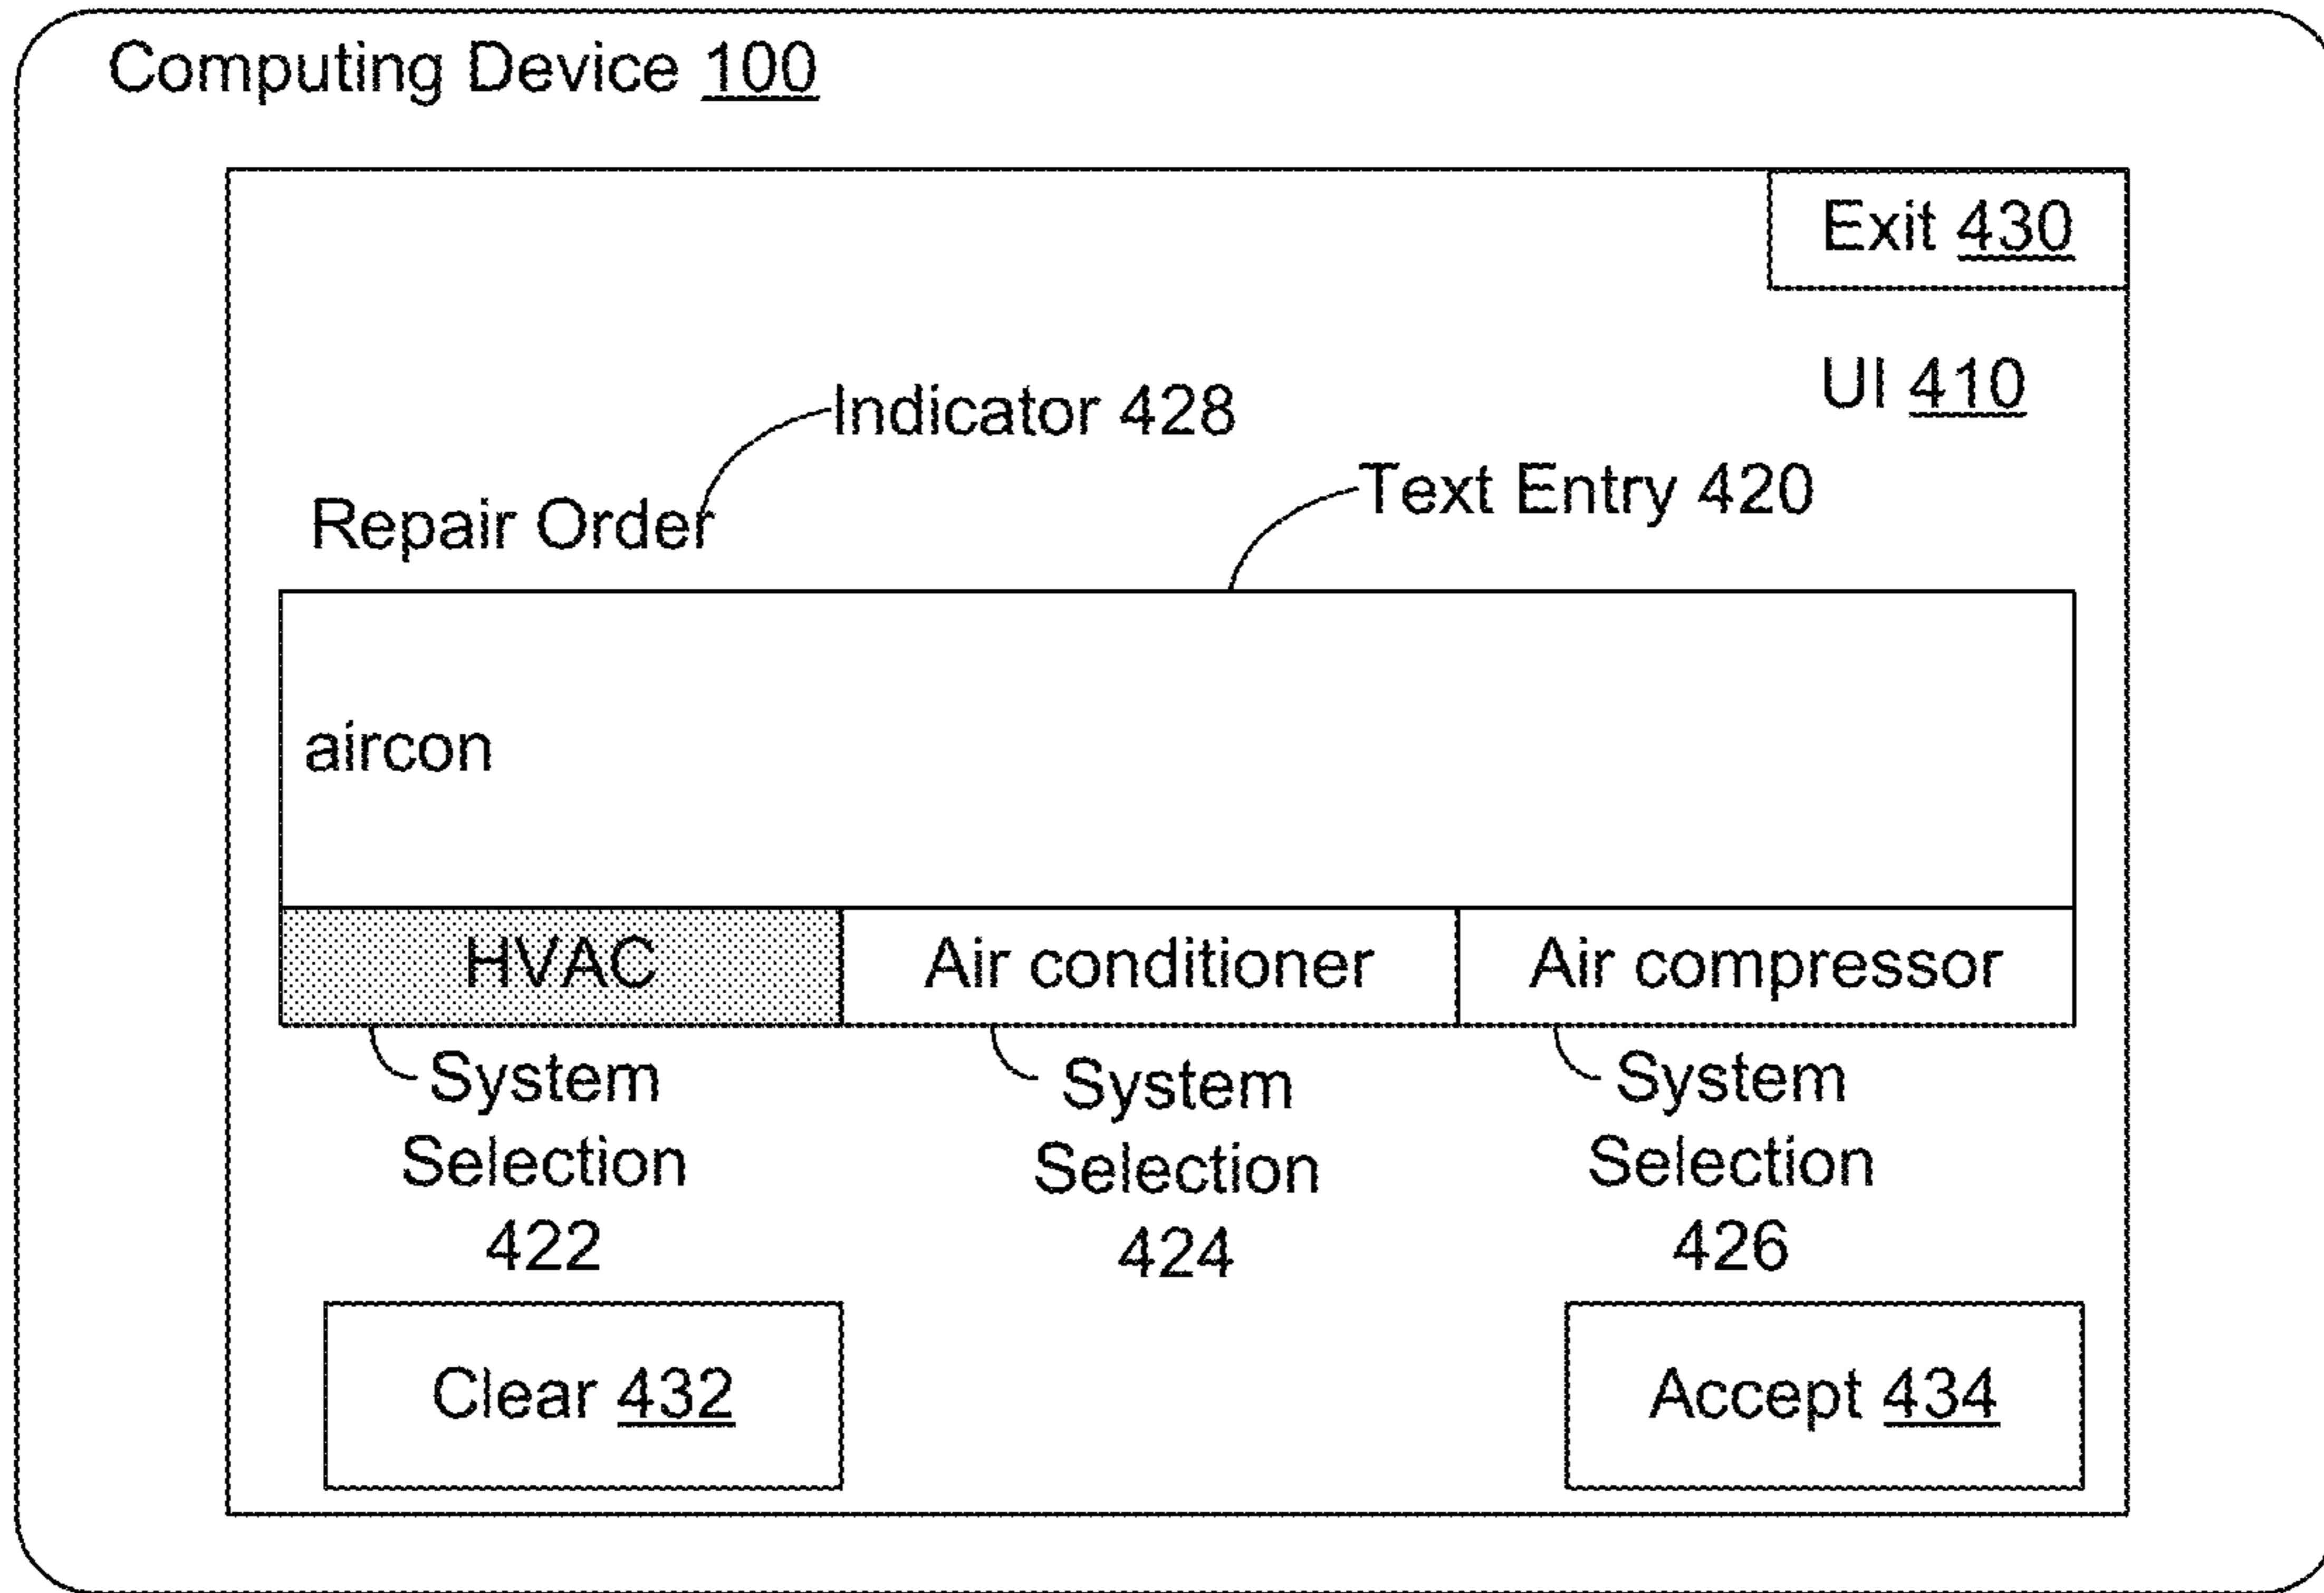 Computing Device 100
Exit 430
UI 410
Indicator 428
Text Entry 420
Repair Order
aircon
HVAC
Air conditioner
Air compressor
System
Selection
422
System
Selection
424
System
Selection
426
Clear 432
Accept 434